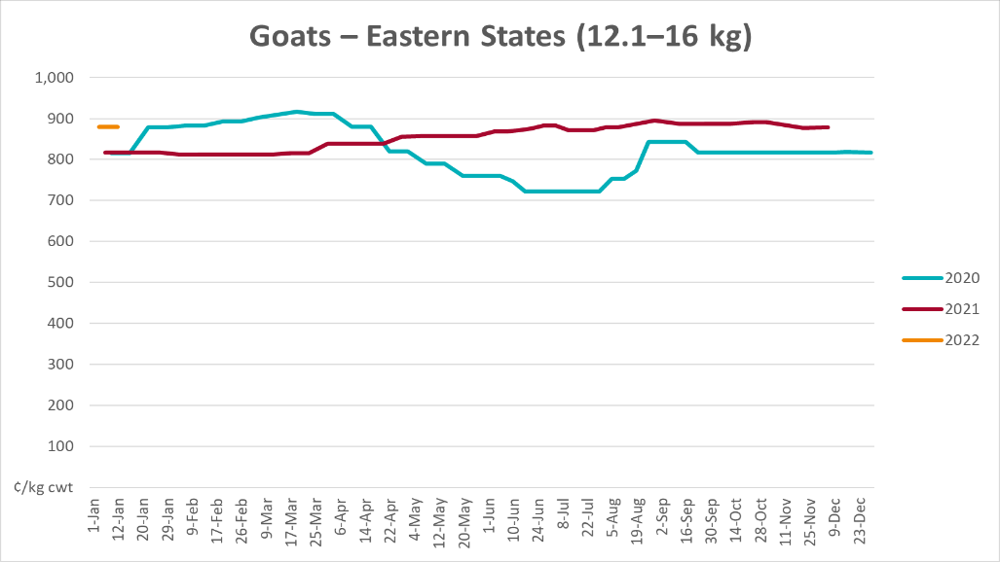 Goats – Eastern States (12.1–16 kg)
1,000
900
800
700
600
500
400
300
200
100
¢/kg cwt
1-Jan
12-Jan
20-Jan
29-Jan
9-Feb
17-Feb
26-Feb
9-Mar
17-Mar
25-Mar
6-Apr
14-Apr
22-Apr
4-May
12-May
20-May
1-Jun
10-Jun
24-Jun
8-Jul
22-Jul
5-Aug
19-Aug
2-Sep
16-Sep
30-Sep
14-Oct
28-Oct
11-Nov
25-Nov
9-Dec
23-Dec
2020
2021
2022